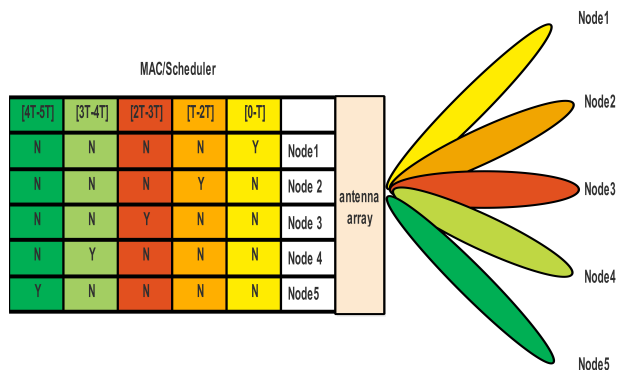 Node1
MAC/Scheduler
[4T-5T] [3T-4T] [2T-3T] [T-2T] [0-T]
Node2
N N N N Y Node1
N N N Y N Node 2
antenna
array
Node3
N N Y N N Node 3
N Y N N N Node 4
Node4
Y N N N N Node5
Node5